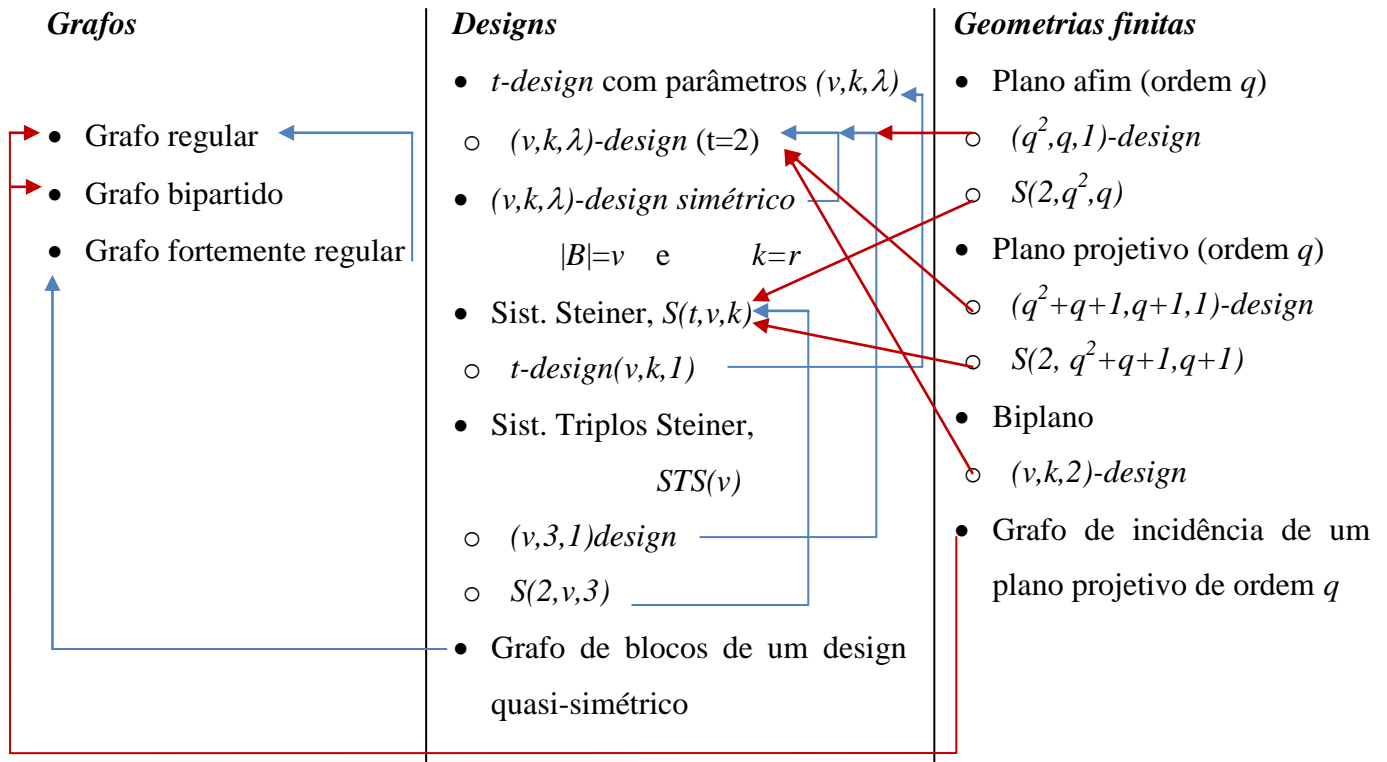 Grafos
Grafo regular
Grafo bipartido
Grafo fortemente regular
Designs
t-design com parâmetros (v,k,λ)
(v,k,λ)-design (t=2)
(v,k,λ)-design simétrico
|B|=v e k=r
Sist. Steiner, S(t,v,k)
t-design(v,k,1)
Sist. Triplos Steiner,
STS(v)
(v,3,1)design
S(2,v,3)
Grafo de blocos de um design
quasi-simétrico
Geometrias finitas
Plano afim (ordem q)
(q²,q,1)-design
S(2,q²,q)
Plano projetivo (ordem q)
(q²+q+1,q+1,1)-design
S(2, q²+q+1,q+1)
Biplano
(v,k,2)-design
Grafo de incidência de um
plano projetivo de ordem q